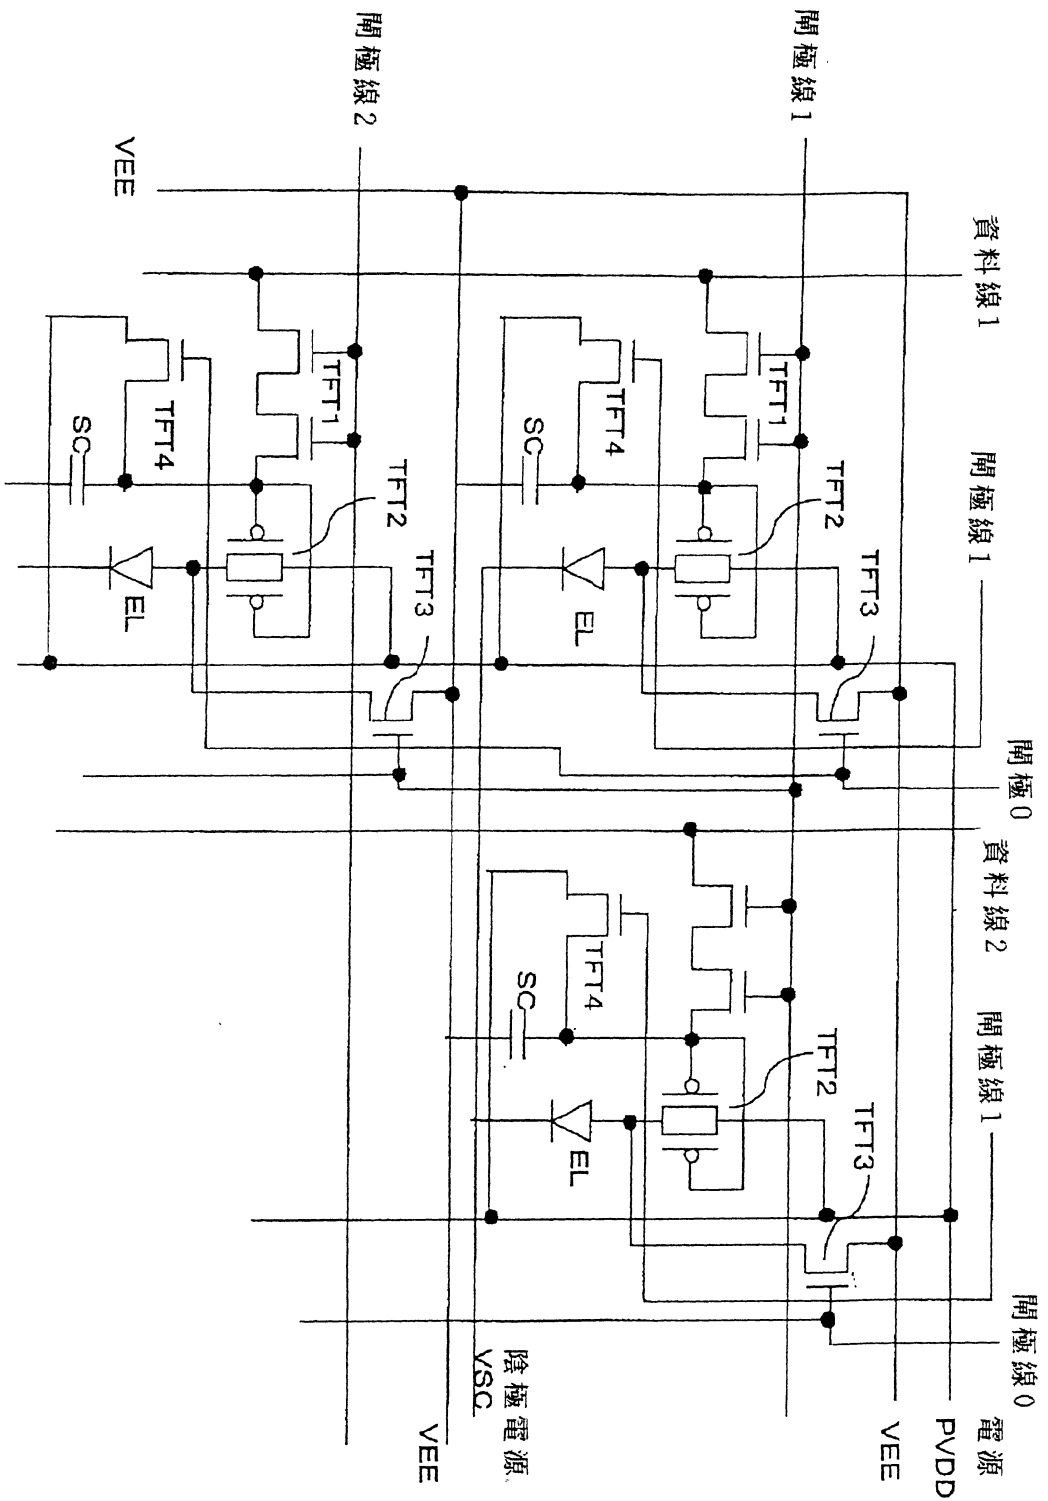 資料線1
閘極線1
閘極0
資料線2
閘極線1
閘極線0
電源
PVDD
VEE
TFT3
TFT3
閘極線1
TFT2
TFT2
TFT1
TFT4
TFT4
EL
EL
SC
SC
陰極電源
VSC
VEE
TFT3
閘極線2
TFT2
TFT1
TFT4
EL
SC
VEE